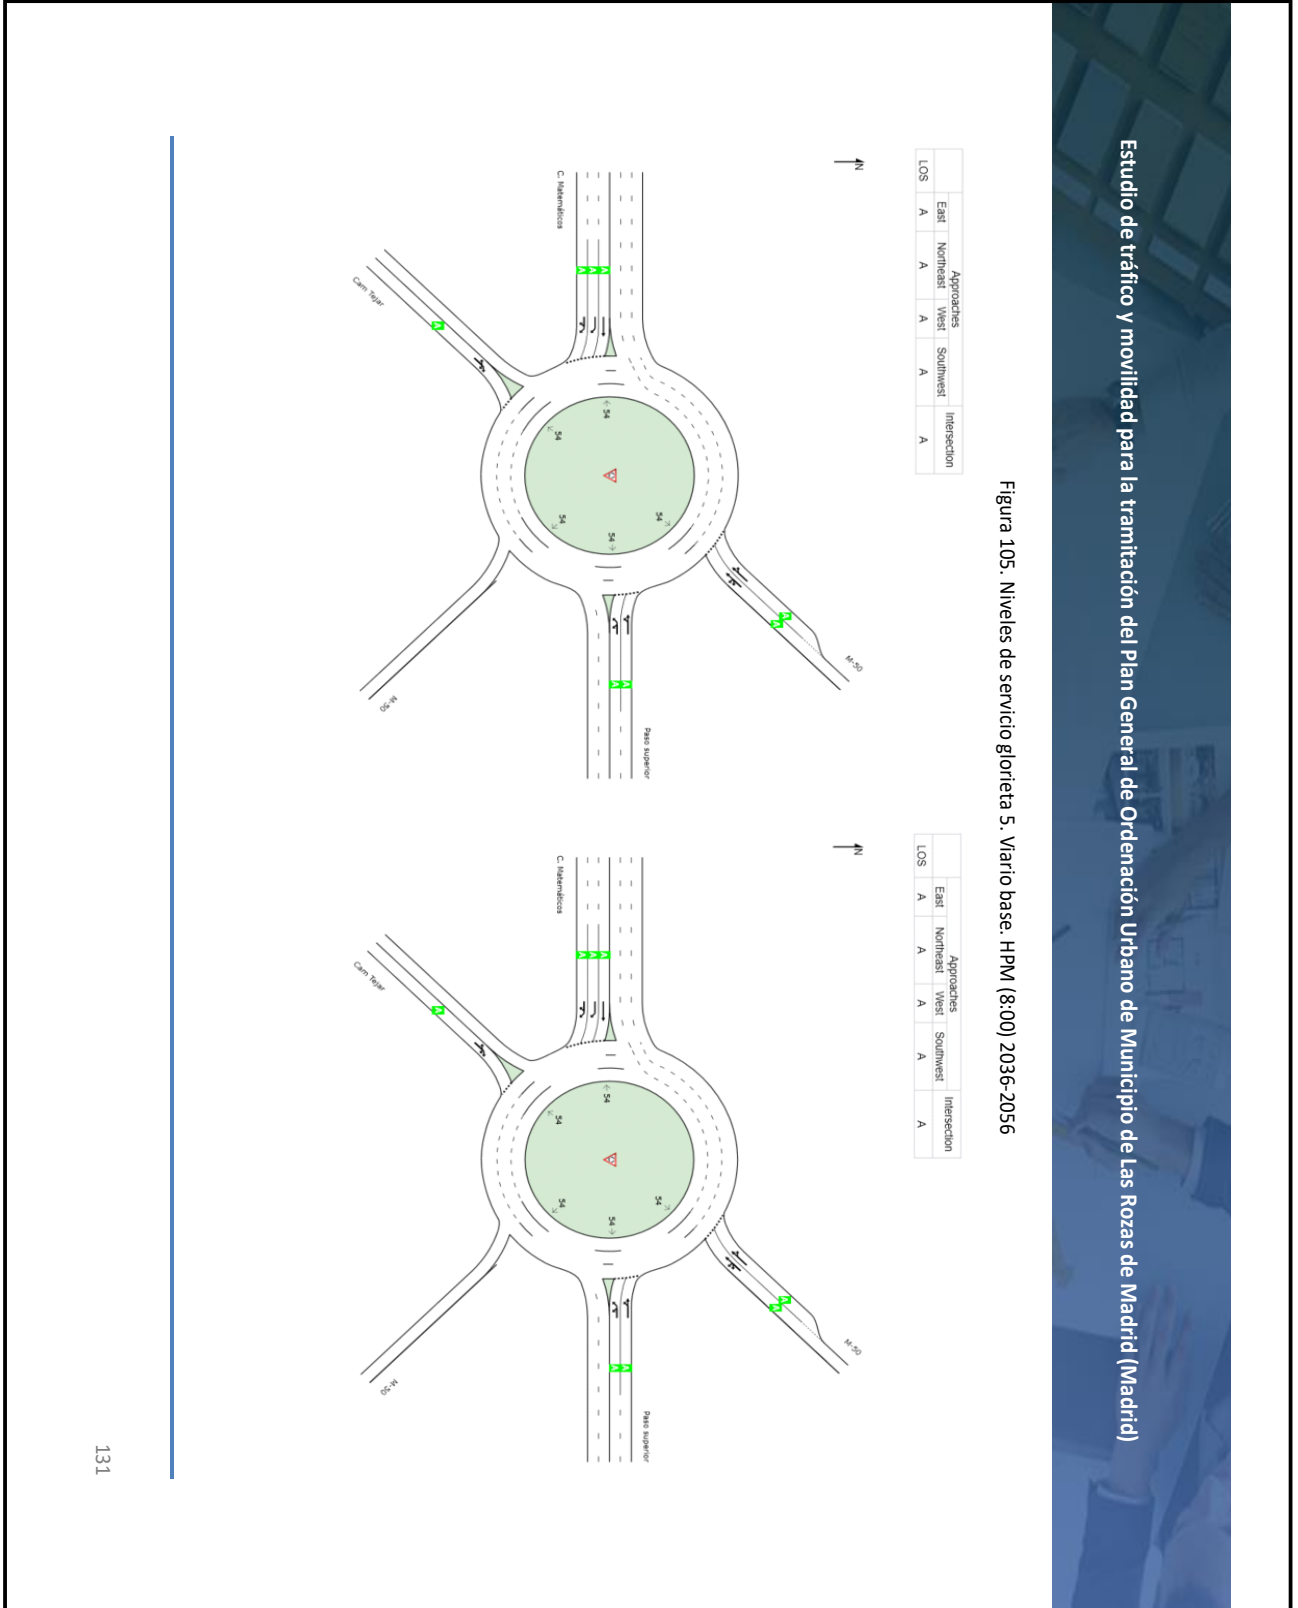 Estudio de tráfico y movilidad para la tramitación del Plan General de Ordenación Urbano de Municipio de Las Rozas de Madrid (Madrid)
Figura 105. Niveles de servicio glorieta 5. Viario base. HPM (8:00) 2036-2056
Approaches Intersection
East Northeast West Southwest
LOS A A A A A
N
M-50
Paso superior
C. Matemáticos
54
54
54
54
54
Cam Tejar
M-50
Approaches Intersection
East Northeast West Southwest
LOS A A A A A
N
M-50
Paso superior
C. Matemáticos
54
54
54
54
54
Cam Tejar
M-50
131